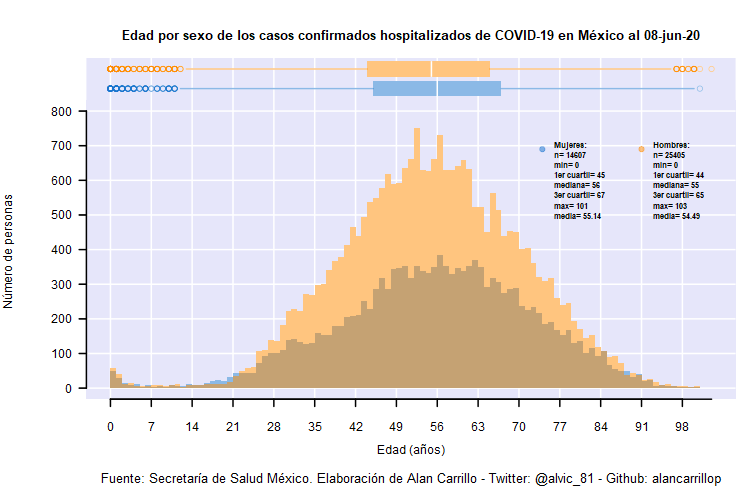 Edad por sexo de los casos confirmados hospitalizados de COVID-19 en México al 08-jun-20
800
700
600
500
400
300
200
100
0
Número de personas
Mujeres:
n= 14607
min= 0
1er cuartil= 45
mediana= 56
3er cuartil= 67
max= 101
media= 55.14
Hombres:
n= 25405
min= 0
1er cuartil= 44
mediana= 55
3er cuartil= 65
max= 103
media= 54.49
0 7 14 21 28 35 42 49 56 63 70 77 84 91 98
Edad (años)
Fuente: Secretaría de Salud México. Elaboración de Alan Carrillo - Twitter: @alvic_81 - Github: alancarrillop